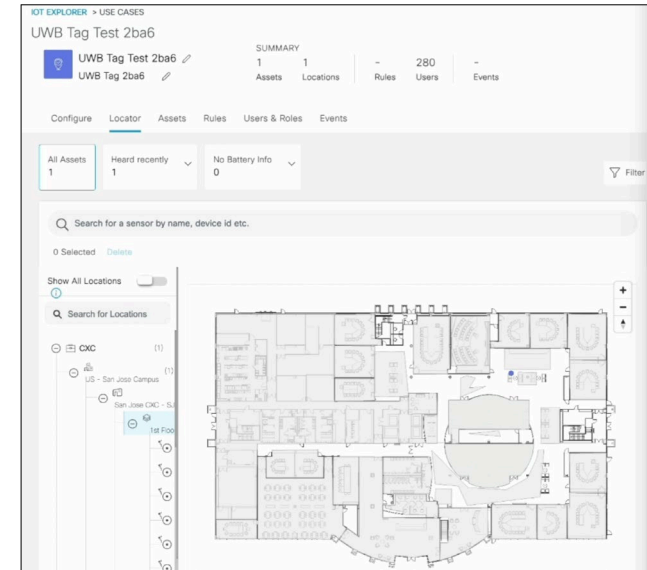 IOT EXPLORER > USE CASES
UWB Tag Test 2ba6
UWB Tag Test 2ba6
UWB Tag 2ba6
SUMMARY
1 1 - 280 -
Assets Locations Rules Users Events
Configure Locator Assets Rules Users & Roles Events
All Assets
1
Heard recently
1
No Battery Info
0
Filter
Search for a sensor by name, device id etc.
0 Selected Delete
Show All Locations
Search for Locations
CXC (1)
US - San Jose Campus (1)
San Jose CXC - SJ
1st Floo